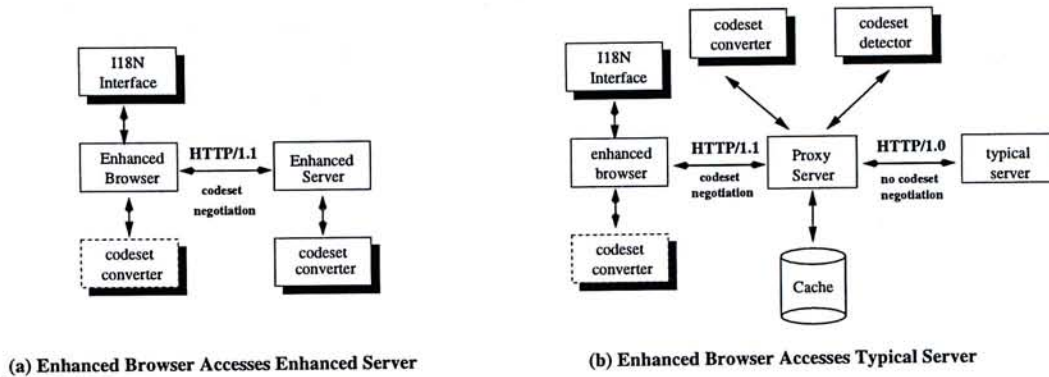 I18N
Interface
Enhanced
Browser
HTTP/1.1
codeset
negotiation
Enhanced
Server
codeset
converter
codeset
converter
(a) Enhanced Browser Accesses Enhanced Server
codeset
converter
codeset
detector
I18N
Interface
enhanced
browser
HTTP/1.1
codeset
negotiation
Proxy
Server
HTTP/1.0
no codeset
negotiation
typical
server
codeset
converter
Cache
(b) Enhanced Browser Accesses Typical Server